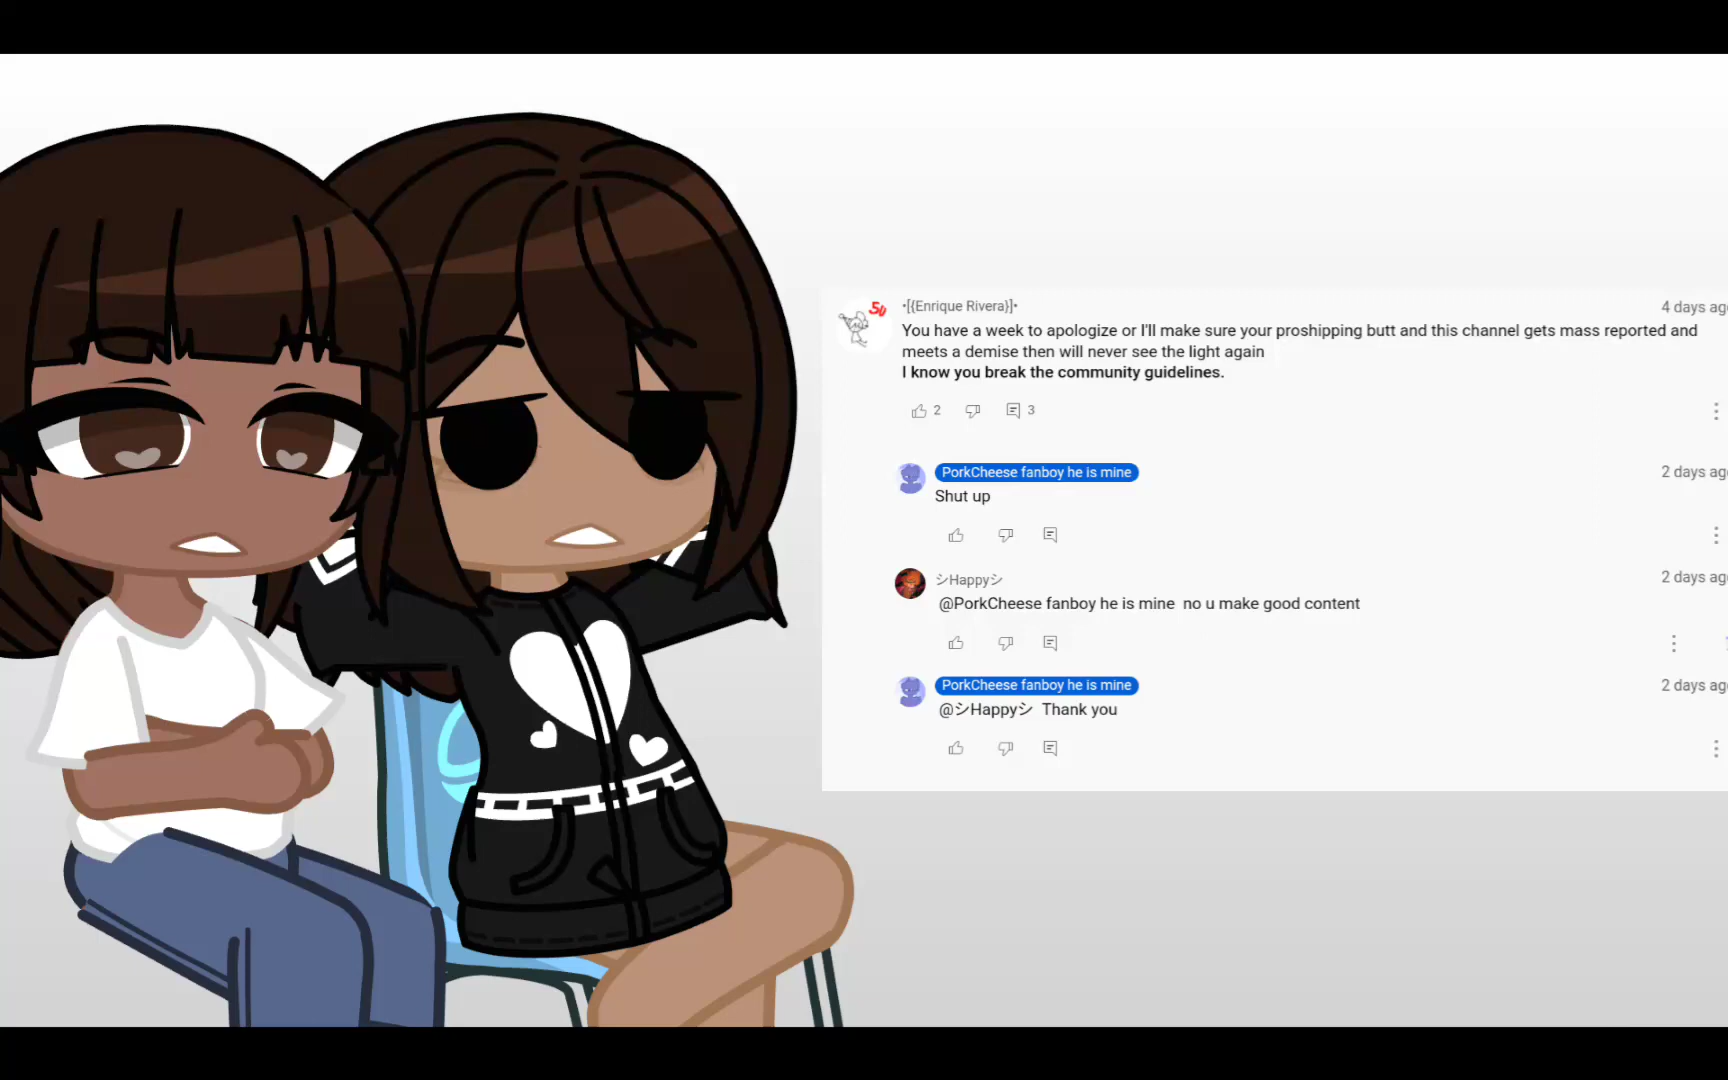 •[{Enrique Rivera}]•
4 days ag
You have a week to apologize or I'll make sure your proshipping butt and this channel gets mass reported and
meets a demise then will never see the light again
I know you break the community guidelines.
2
3
PorkCheese fanboy he is mine
2 days ag
Shut up
シHappyシ
2 days ag
@PorkCheese fanboy he is mine no u make good content
PorkCheese fanboy he is mine
2 days ag
@シHappyシ Thank you